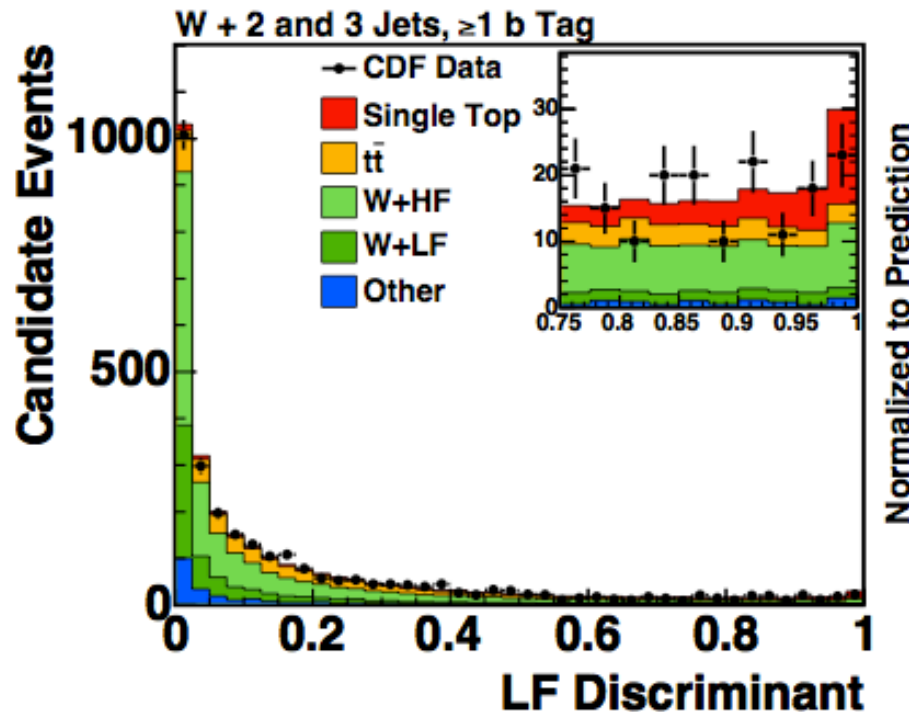 W + 2 and 3 Jets, ≥1 b Tag
CDF Data
Single Top
tt̄
W+HF
W+LF
Other
Candidate Events
1000
500
0
0 0.2 0.4 0.6 0.8 1
LF Discriminant
30
20
10
0
0.75 0.8 0.85 0.9 0.95 1
Normalized to Prediction